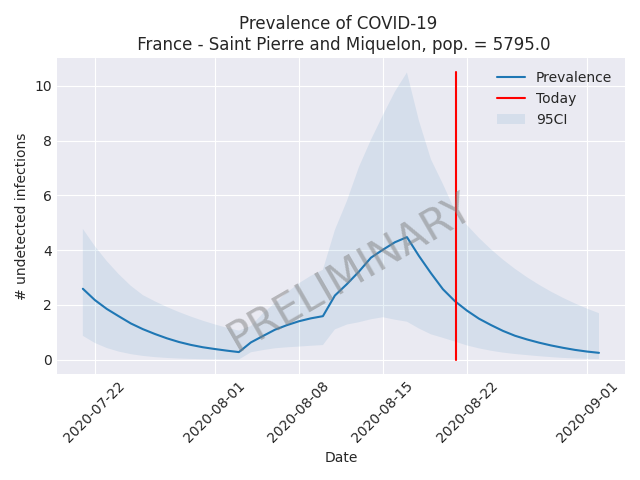 Prevalence of COVID-19
France - Saint Pierre and Miquelon, pop. = 5795.0
Prevalence
Today
95CI
10
8
6
4
2
0
# undetected infections
PRELIMINARY
2020-07-22
2020-08-01
2020-08-08
2020-08-15
2020-08-22
2020-09-01
Date